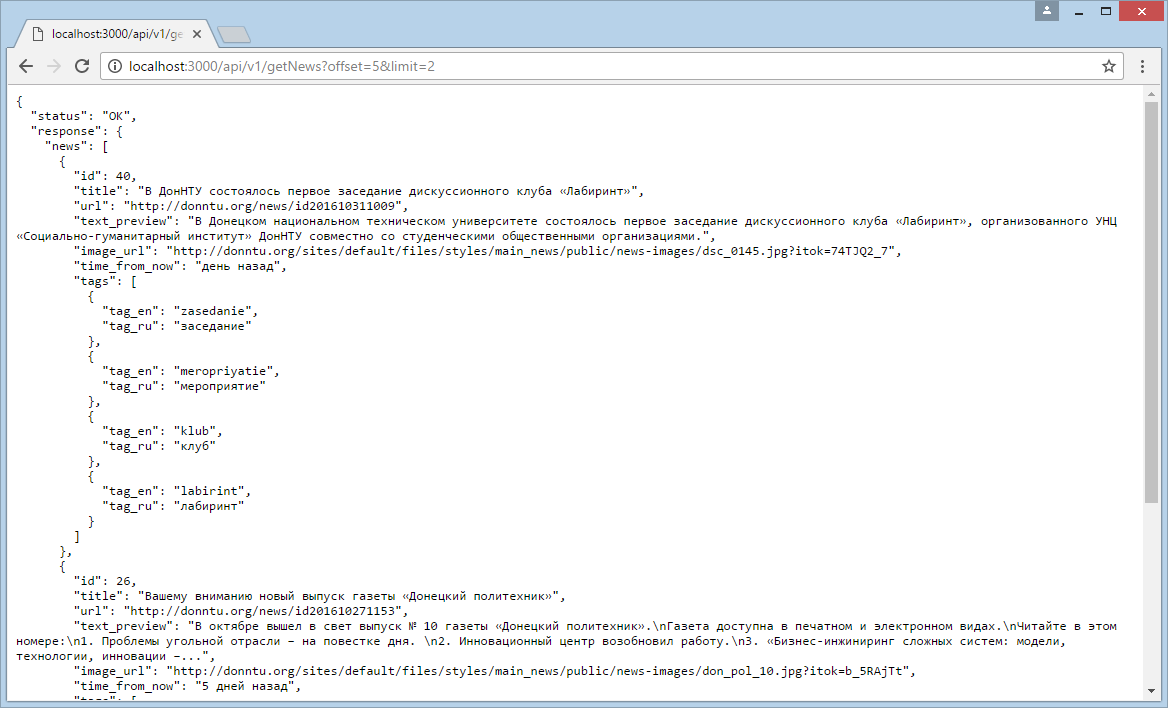 localhost:3000/api/v1/ge
localhost:3000/api/v1/getNews?offset=5&limit=2
{
  "status": "OK",
  "response": {
    "news": [
      {
        "id": 40,
        "title": "В ДонНТУ состоялось первое заседание дискуссионного клуба «Лабиринт»",
        "url": "http://donntu.org/news/id201610311009",
        "text_preview": "В Донецком национальном техническом университете состоялось первое заседание дискуссионного клуба «Лабиринт», организованного УНЦ
«Социально-гуманитарный институт» ДонНТУ совместно со студенческими общественными организациями.",
        "image_url": "http://donntu.org/sites/default/files/styles/main_news/public/news-images/dsc_0145.jpg?itok=74TJQ2_7",
        "time_from_now": "день назад",
        "tags": [
          {
            "tag_en": "zasedanie",
            "tag_ru": "заседание"
          },
          {
            "tag_en": "meropriyatie",
            "tag_ru": "мероприятие"
          },
          {
            "tag_en": "klub",
            "tag_ru": "клуб"
          },
          {
            "tag_en": "labirint",
            "tag_ru": "лабиринт"
          }
        ]
      },
      {
        "id": 26,
        "title": "Вашему вниманию новый выпуск газеты «Донецкий политехник»",
        "url": "http://donntu.org/news/id201610271153",
        "text_preview": "В октябре вышел в свет выпуск № 10 газеты «Донецкий политехник».\nГазета доступна в печатном и электронном видах.\nЧитайте в этом
номере:\n1. Проблемы угольной отрасли – на повестке дня. \n2. Инновационный центр возобновил работу.\n3. «Бизнес-инжиниринг сложных систем: модели,
технологии, инновации –...",
        "image_url": "http://donntu.org/sites/default/files/styles/main_news/public/news-images/don_pol_10.jpg?itok=b_5RAjTt",
        "time_from_now": "5 дней назад",
        "tags": [